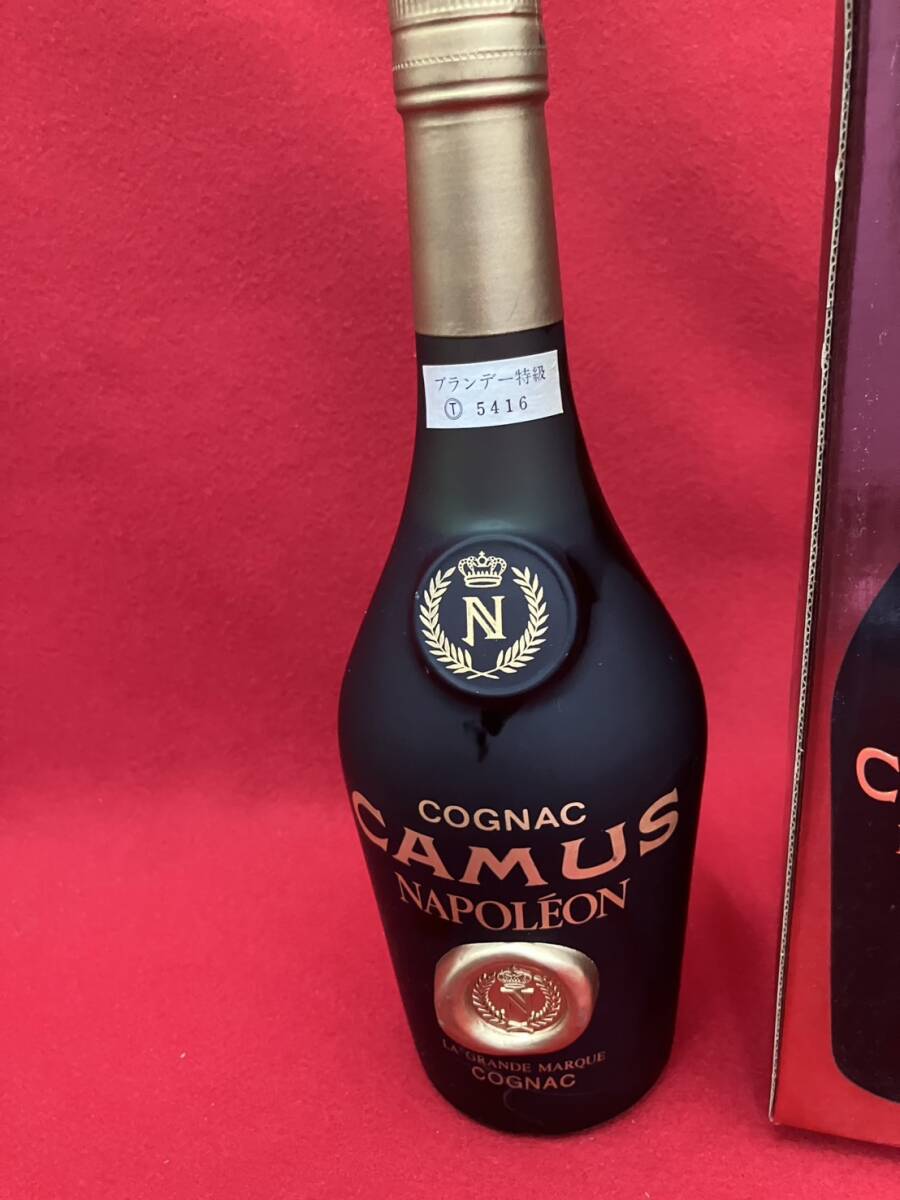 ブランデー特級
Ⓣ 5416
N
COGNAC
CAMUS
NAPOLÉON
N
LA GRANDE MARQUE
COGNAC
C